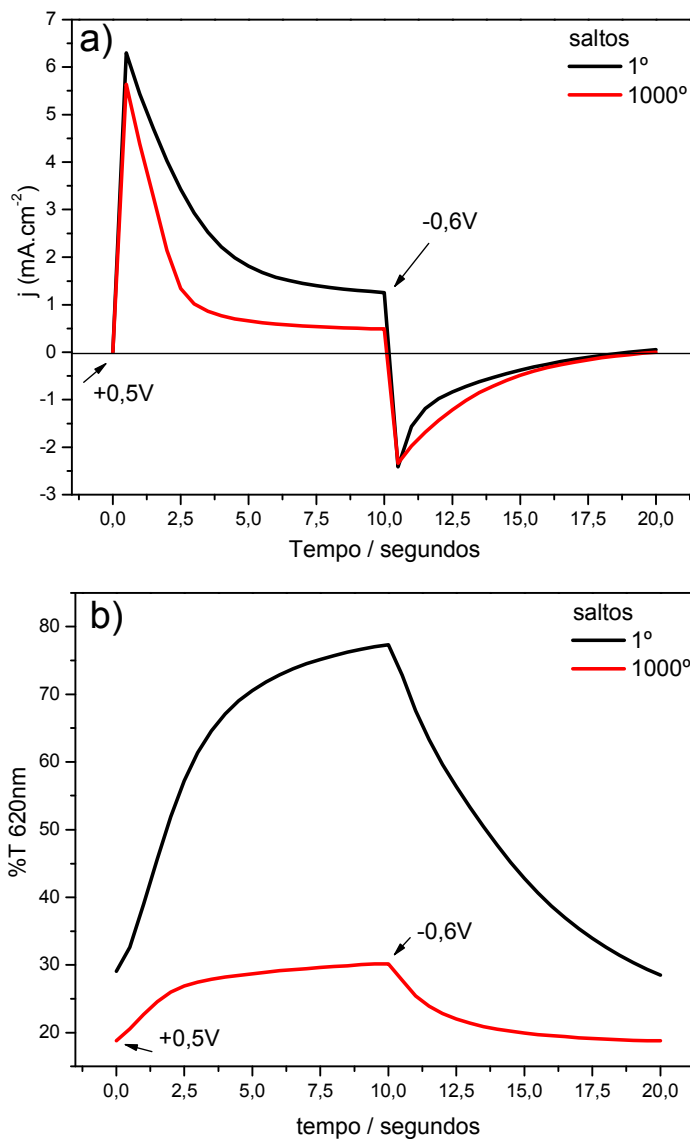 a)
saltos
1º
1000º
7
6
5
4
3
2
1
0
-1
-2
-3
j (mA.cm⁻²)
-0,6V
+0,5V
0,0 2,5 5,0 7,5 10,0 12,5 15,0 17,5 20,0
Tempo / segundos
b)
saltos
1º
1000º
80
70
60
50
40
30
20
%T 620nm
-0,6V
+0,5V
0,0 2,5 5,0 7,5 10,0 12,5 15,0 17,5 20,0
tempo / segundos